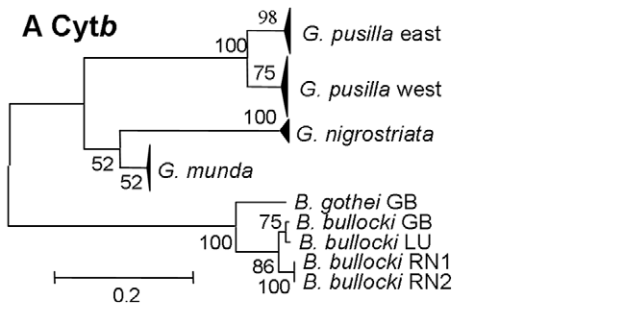 A Cytb
98
G. pusilla east
100
75
G. pusilla west
100
G. nigrostriata
52
G. munda
52
B. gothei GB
75
B. bullocki GB
100
B. bullocki LU
86
B. bullocki RN1
100
B. bullocki RN2
0.2